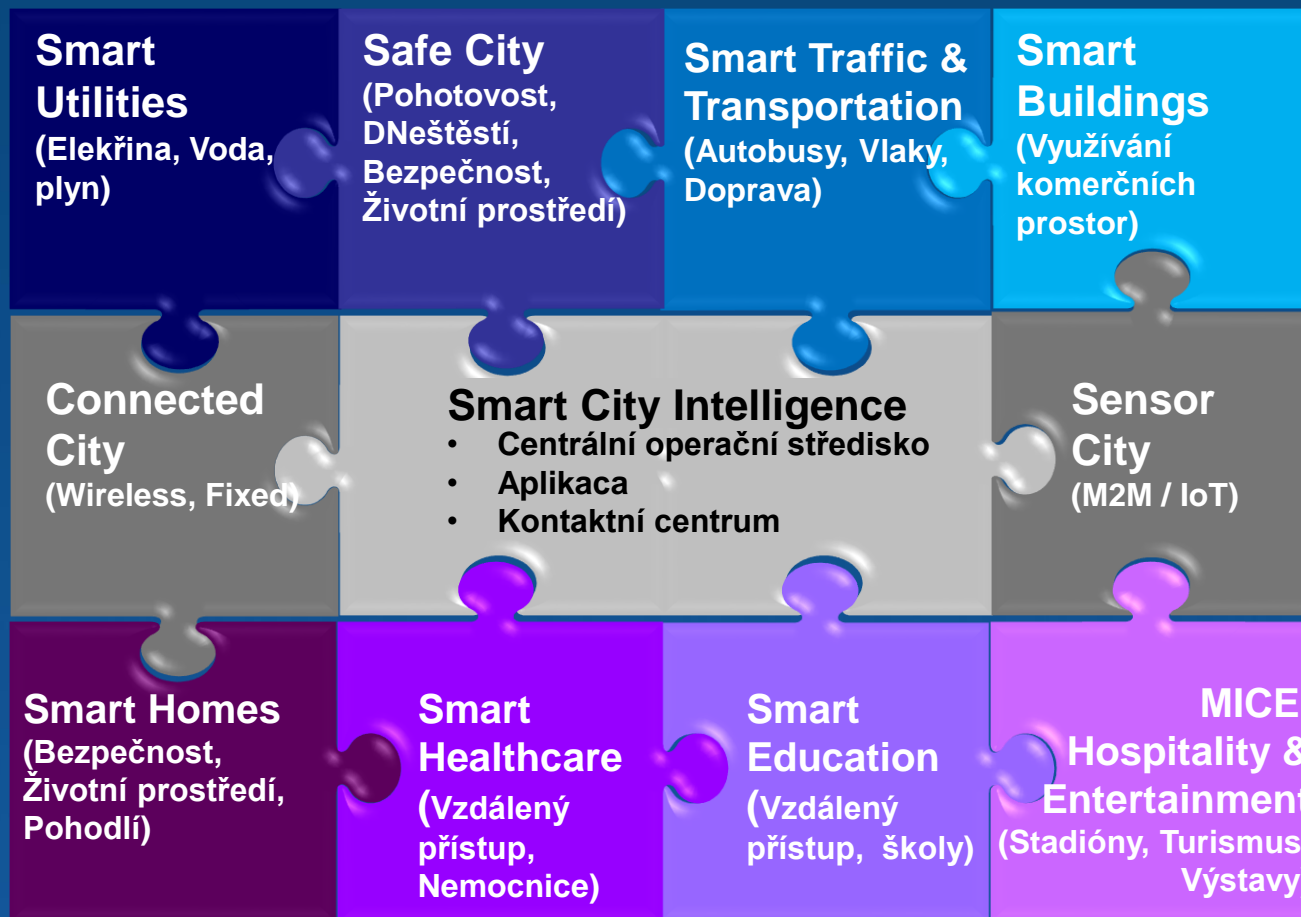 Smart
Utilities
(Elekřina, Voda,
plyn)
Safe City
(Pohotovost,
DNeštěstí,
Bezpečnost,
Životní prostředí)
Smart Traffic &
Transportation
(Autobusy, Vlaky,
Doprava)
Smart
Buildings
(Využívání
komerčních
prostor)
Connected
City
(Wireless, Fixed)
Smart City Intelligence
• Centrální operační středisko
• Aplikaca
• Kontaktní centrum
Sensor
City
(M2M / IoT)
Smart Homes
(Bezpečnost,
Životní prostředí,
Pohodlí)
Smart
Healthcare
(Vzdálený
přístup,
Nemocnice)
Smart
Education
(Vzdálený
přístup, školy)
MICE
Hospitality &
Entertainment
(Stadióny, Turismus
Výstavy